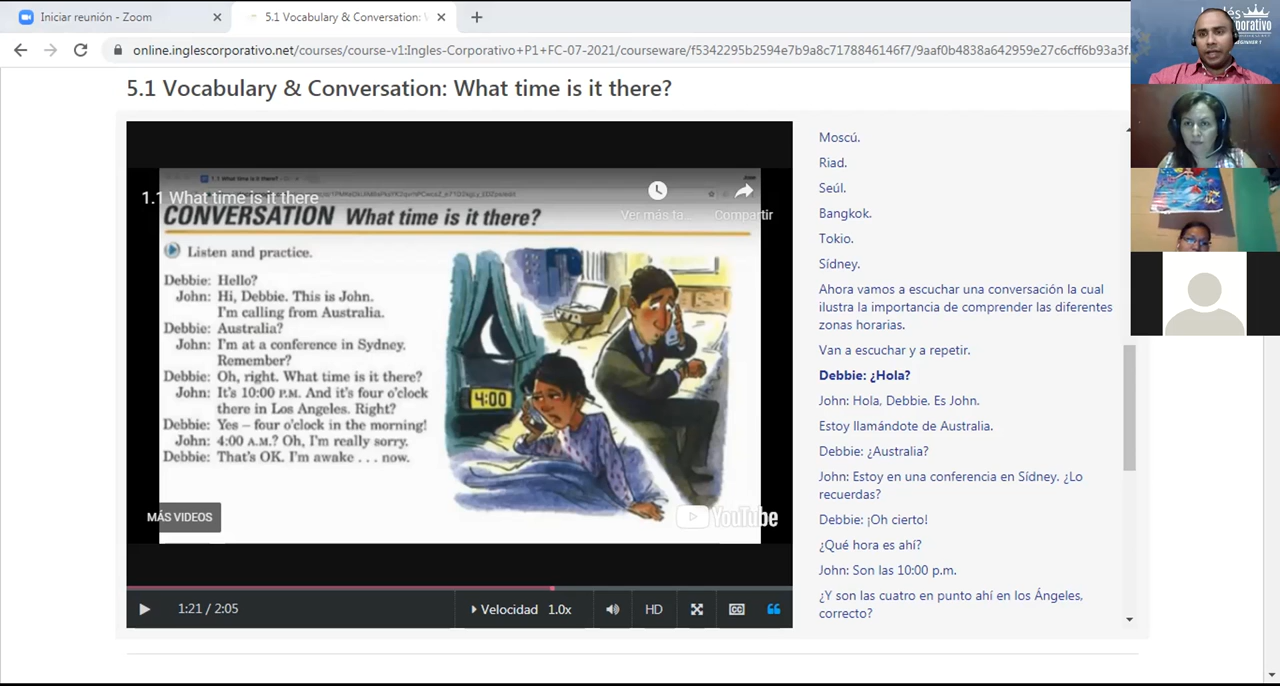 Iniciar reunión - Zoom
5.1 Vocabulary & Conversation:
online.inglescorporativo.net/courses/course-v1:Ingles-Corporativo+P1+FC-07-2021/courseware/f5342295b2594e7b9a8c7178846146f7/9aaf0b4838a642959e27c6cff6b93a3f
5.1 Vocabulary & Conversation: What time is it there?
1.1 What time is it there
Ver más ta...
Compartir
CONVERSATION What time is it there?
Listen and practice.
Debbie: Hello?
John: Hi, Debbie. This is John.
I'm calling from Australia.
Debbie: Australia?
John: I'm at a conference in Sydney.
Remember?
Debbie: Oh, right. What time is it there?
John: It's 10:00 P.M. And it's four o'clock
there in Los Angeles. Right?
Debbie: Yes – four o'clock in the morning!
John: 4:00 A.M.? Oh, I'm really sorry.
Debbie: That's OK. I'm awake . . . now.
4:00
MÁS VIDEOS
YouTube
1:21 / 2:05
Velocidad 1.0x
HD
Moscú.
Riad.
Seúl.
Bangkok.
Tokio.
Sídney.
Ahora vamos a escuchar una conversación la cual
ilustra la importancia de comprender las diferentes
zonas horarias.
Van a escuchar y a repetir.
Debbie: ¿Hola?
John: Hola, Debbie. Es John.
Estoy llamándote de Australia.
Debbie: ¿Australia?
John: Estoy en una conferencia en Sídney. ¿Lo
recuerdas?
Debbie: ¡Oh cierto!
¿Qué hora es ahí?
John: Son las 10:00 p.m.
¿Y son las cuatro en punto ahí en los Ángeles,
correcto?